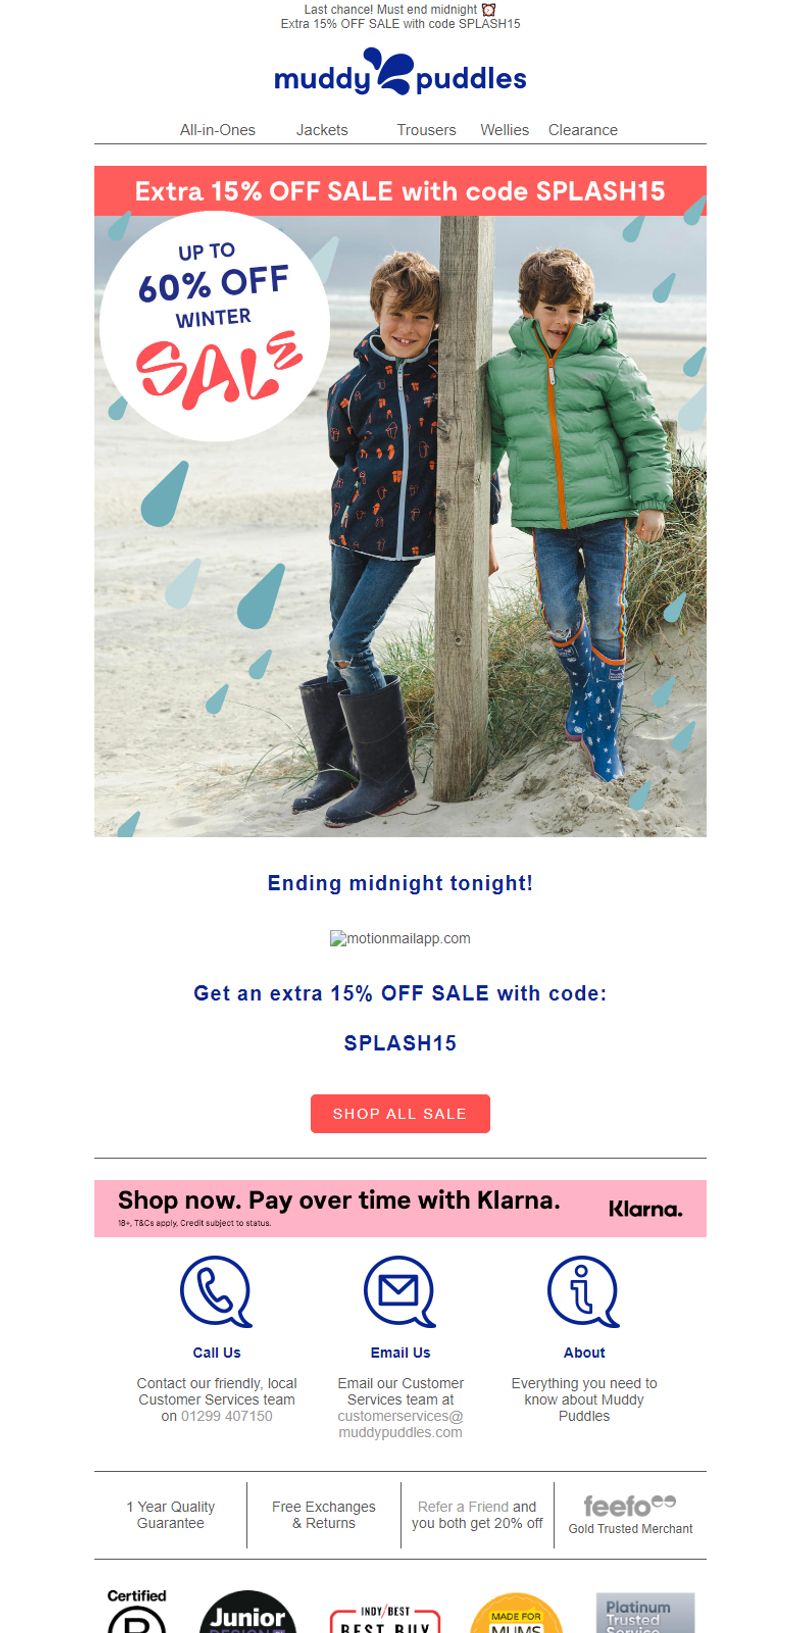 Last chance! Must end midnight ⏰
Extra 15% OFF SALE with code SPLASH15
muddy puddles
All-in-Ones Jackets Trousers Wellies Clearance
Extra 15% OFF SALE with code SPLASH15
UP TO
60% OFF
WINTER
SALE
Ending midnight tonight!
motionmailapp.com
Get an extra 15% OFF SALE with code:
SPLASH15
SHOP ALL SALE
Shop now. Pay over time with Klarna.
18+, T&Cs apply, Credit subject to status.
Klarna.
Call Us
Contact our friendly, local
Customer Services team
on 01299 407150
Email Us
Email our Customer
Services team at
customerservices@
muddypuddles.com
About
Everything you need to
know about Muddy
Puddles
1 Year Quality
Guarantee
Free Exchanges
& Returns
Refer a Friend and
you both get 20% off
feefo
Gold Trusted Merchant
Certified
B
Junior
DESIGN
INDY/BEST
BEST BUY
MADE FOR
MUMS
Platinum
Trusted
Service